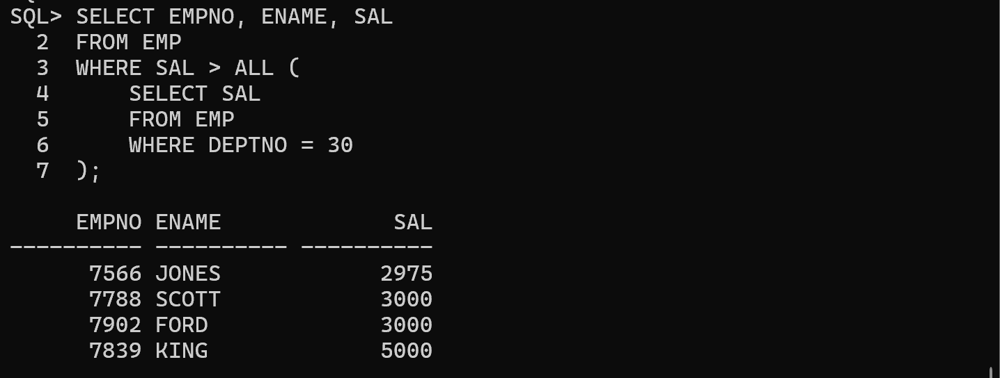 SQL> SELECT EMPNO, ENAME, SAL
  2  FROM EMP
  3  WHERE SAL > ALL (
  4      SELECT SAL
  5      FROM EMP
  6      WHERE DEPTNO = 30
  7  );

     EMPNO ENAME             SAL
---------- ---------- ----------
      7566 JONES            2975
      7788 SCOTT            3000
      7902 FORD             3000
      7839 KING             5000